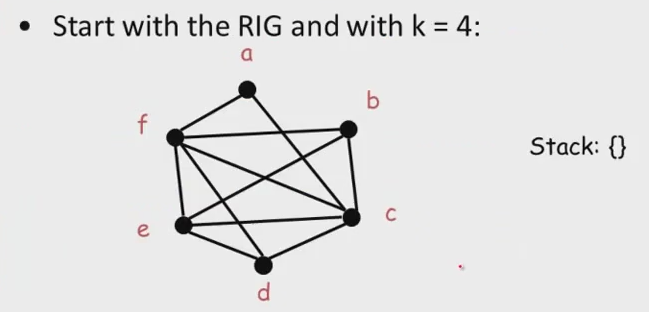 • Start with the RIG and with k = 4:
a
b
f
Stack: {}
c
e
d